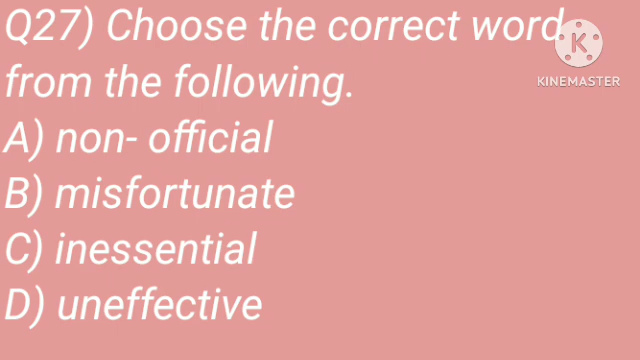 Q27) Choose the correct word
KINEMASTER
from the following.
A) non- official
B) misfortunate
C) inessential
D) uneffective